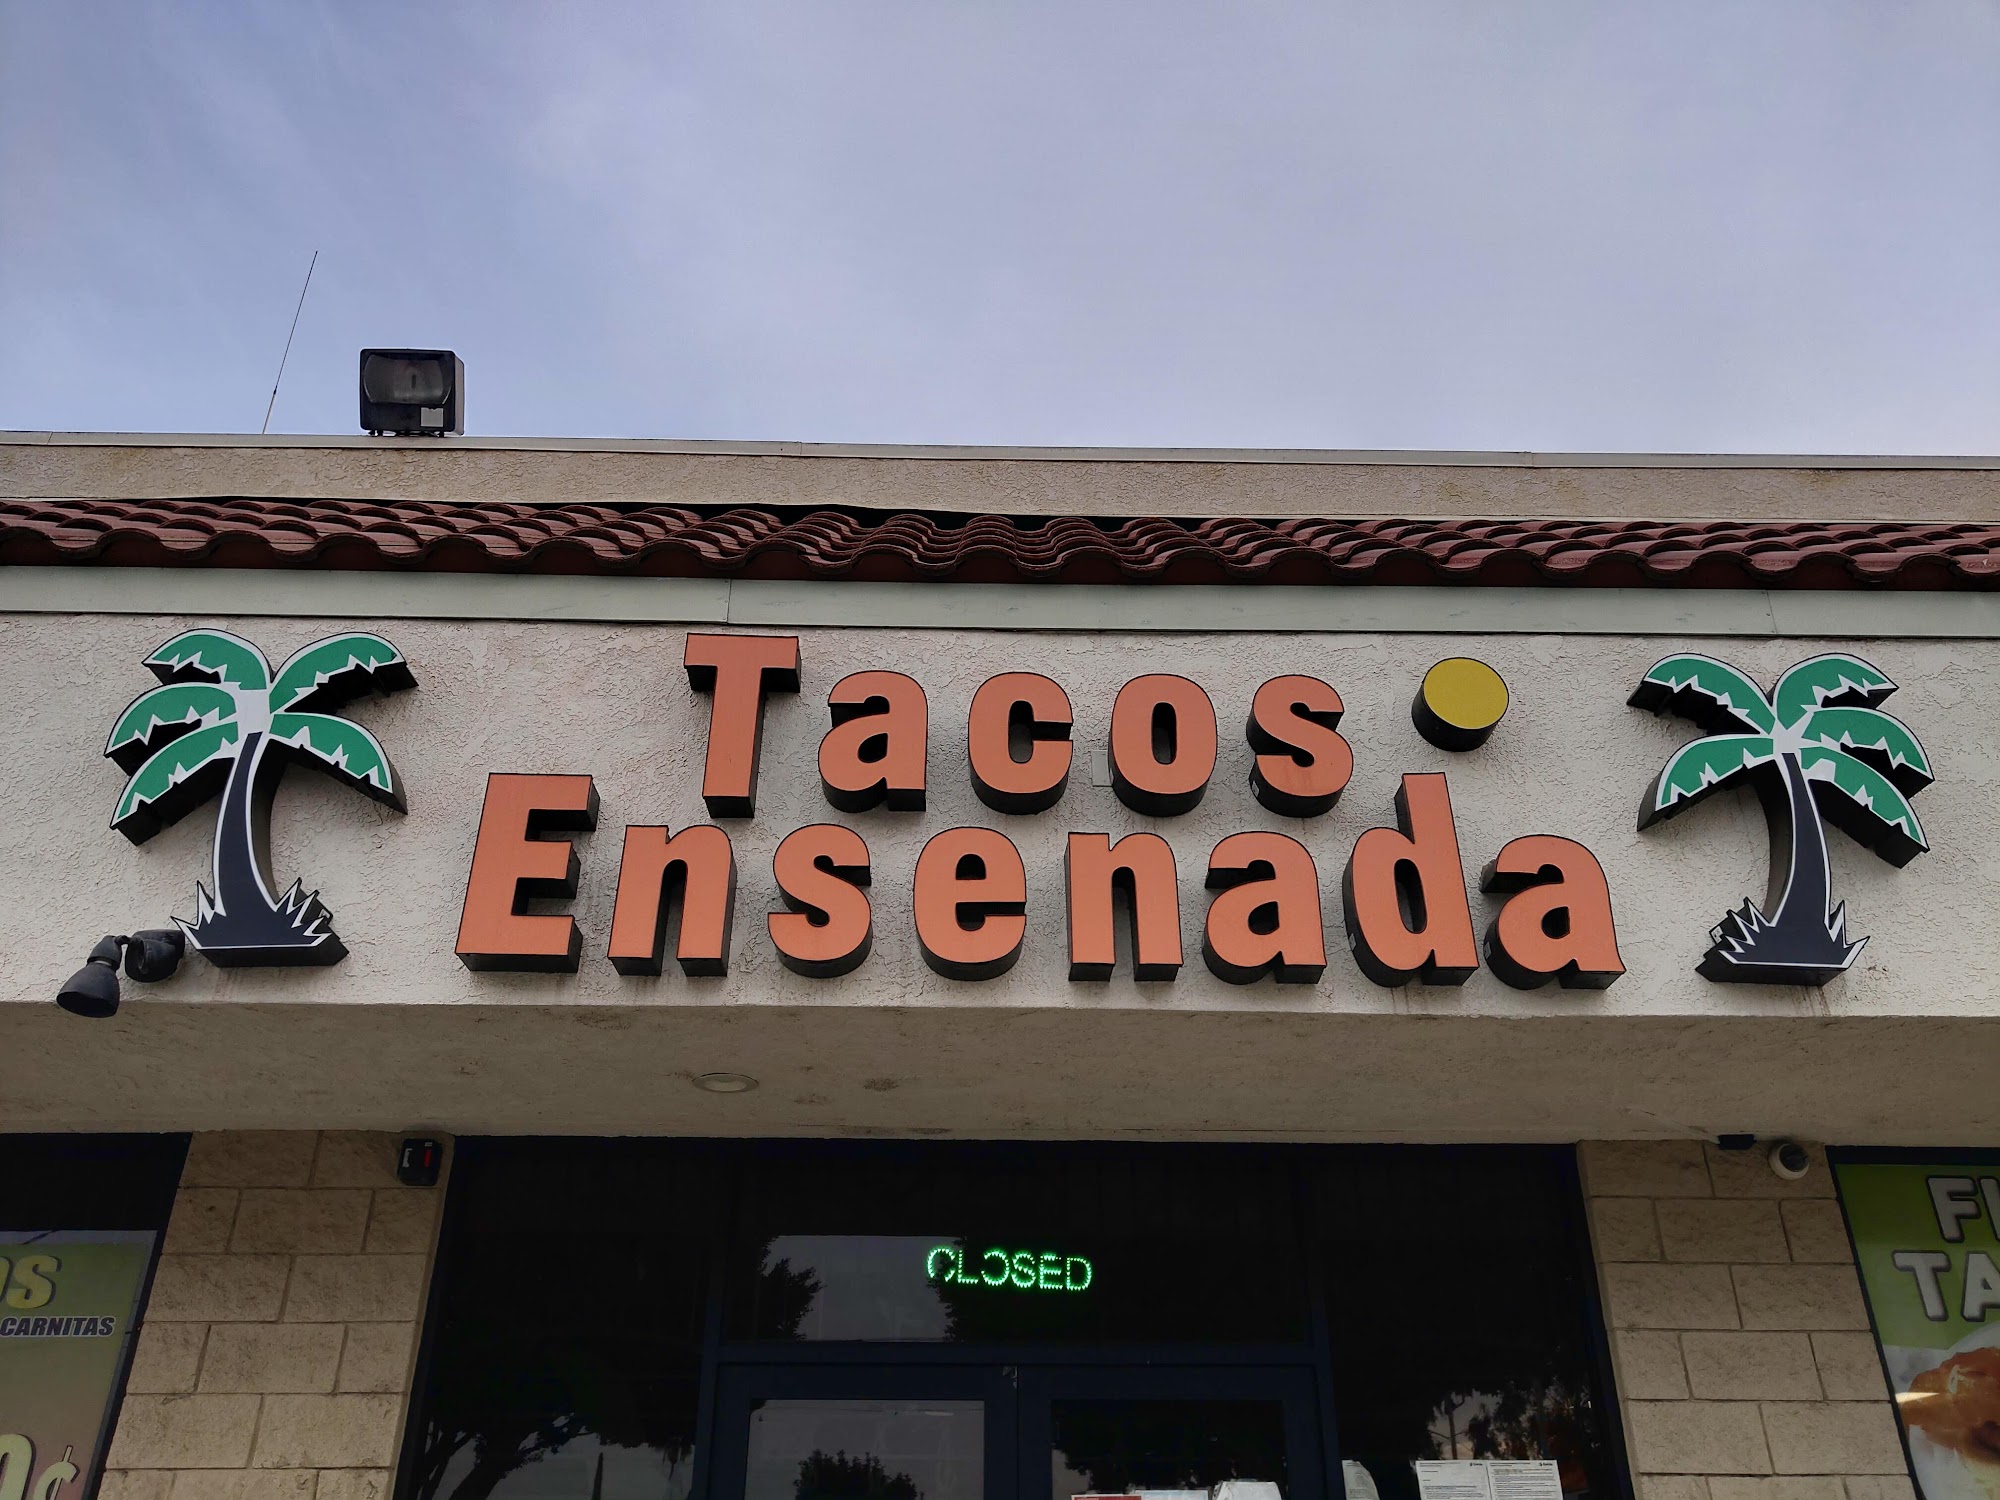 Tacos
Ensenada
CLOSED
CARNITAS